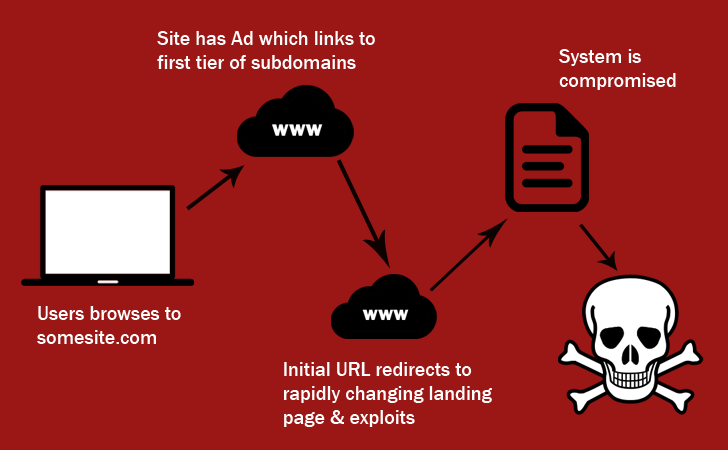 Site has Ad which links to
first tier of subdomains
System is
compromised
www
Users browses to
somesite.com
www
Initial URL redirects to
rapidly changing landing
page & exploits